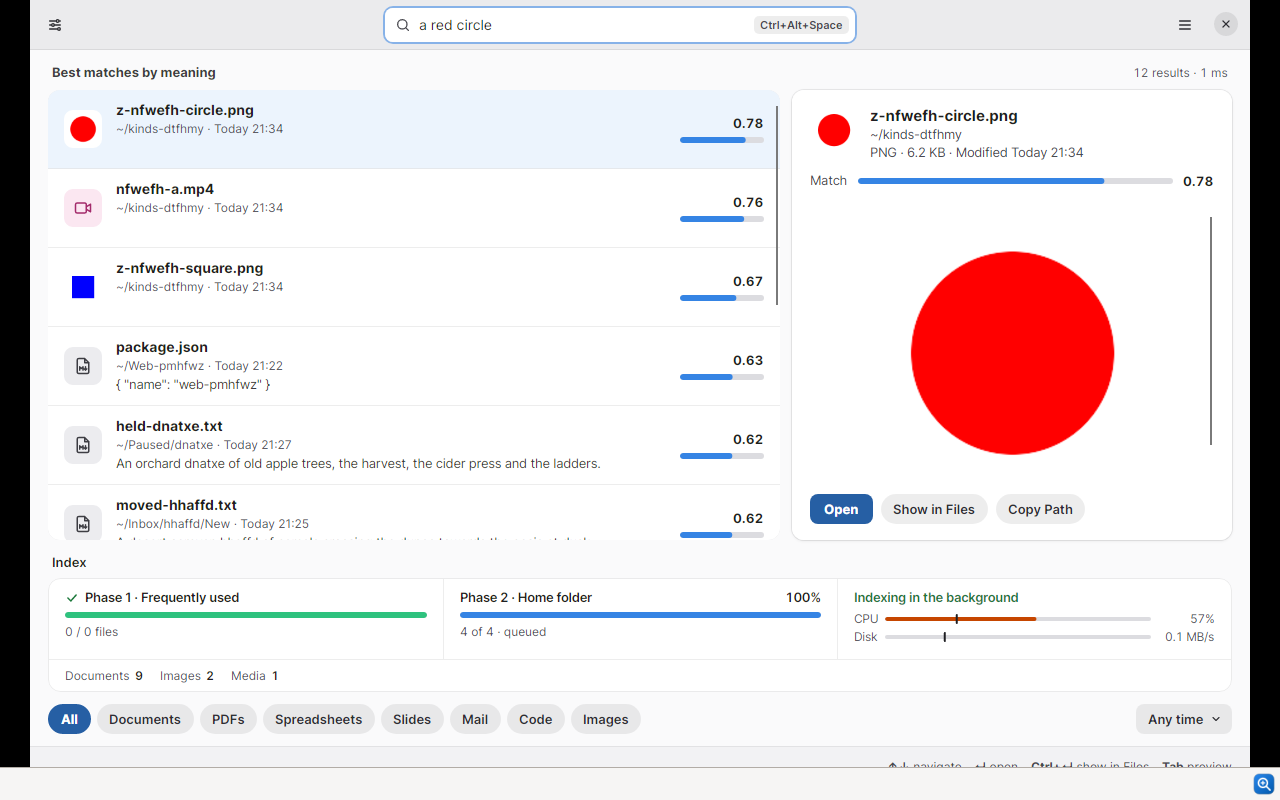 a red circle
Ctrl+Alt+Space
Best matches by meaning
12 results · 1 ms
z-nfwefh-circle.png
~/kinds-dtfhmy · Today 21:34
0.78
nfwefh-a.mp4
~/kinds-dtfhmy · Today 21:34
0.76
z-nfwefh-square.png
~/kinds-dtfhmy · Today 21:34
0.67
package.json
~/Web-pmhfwz · Today 21:22
{ "name": "web-pmhfwz" }
0.63
held-dnatxe.txt
~/Paused/dnatxe · Today 21:27
An orchard dnatxe of old apple trees, the harvest, the cider press and the ladders.
0.62
moved-hhaffd.txt
~/Inbox/hhaffd/New · Today 21:25
0.62
z-nfwefh-circle.png
~/kinds-dtfhmy
PNG · 6.2 KB · Modified Today 21:34
Match 0.78
Open Show in Files Copy Path
Index
Phase 1 · Frequently used
0 / 0 files
Phase 2 · Home folder 100%
4 of 4 · queued
Indexing in the background
CPU 57%
Disk 0.1 MB/s
Documents 9 Images 2 Media 1
All Documents PDFs Spreadsheets Slides Mail Code Images Any time
navigate open Ctrl+ show in Files Tab preview